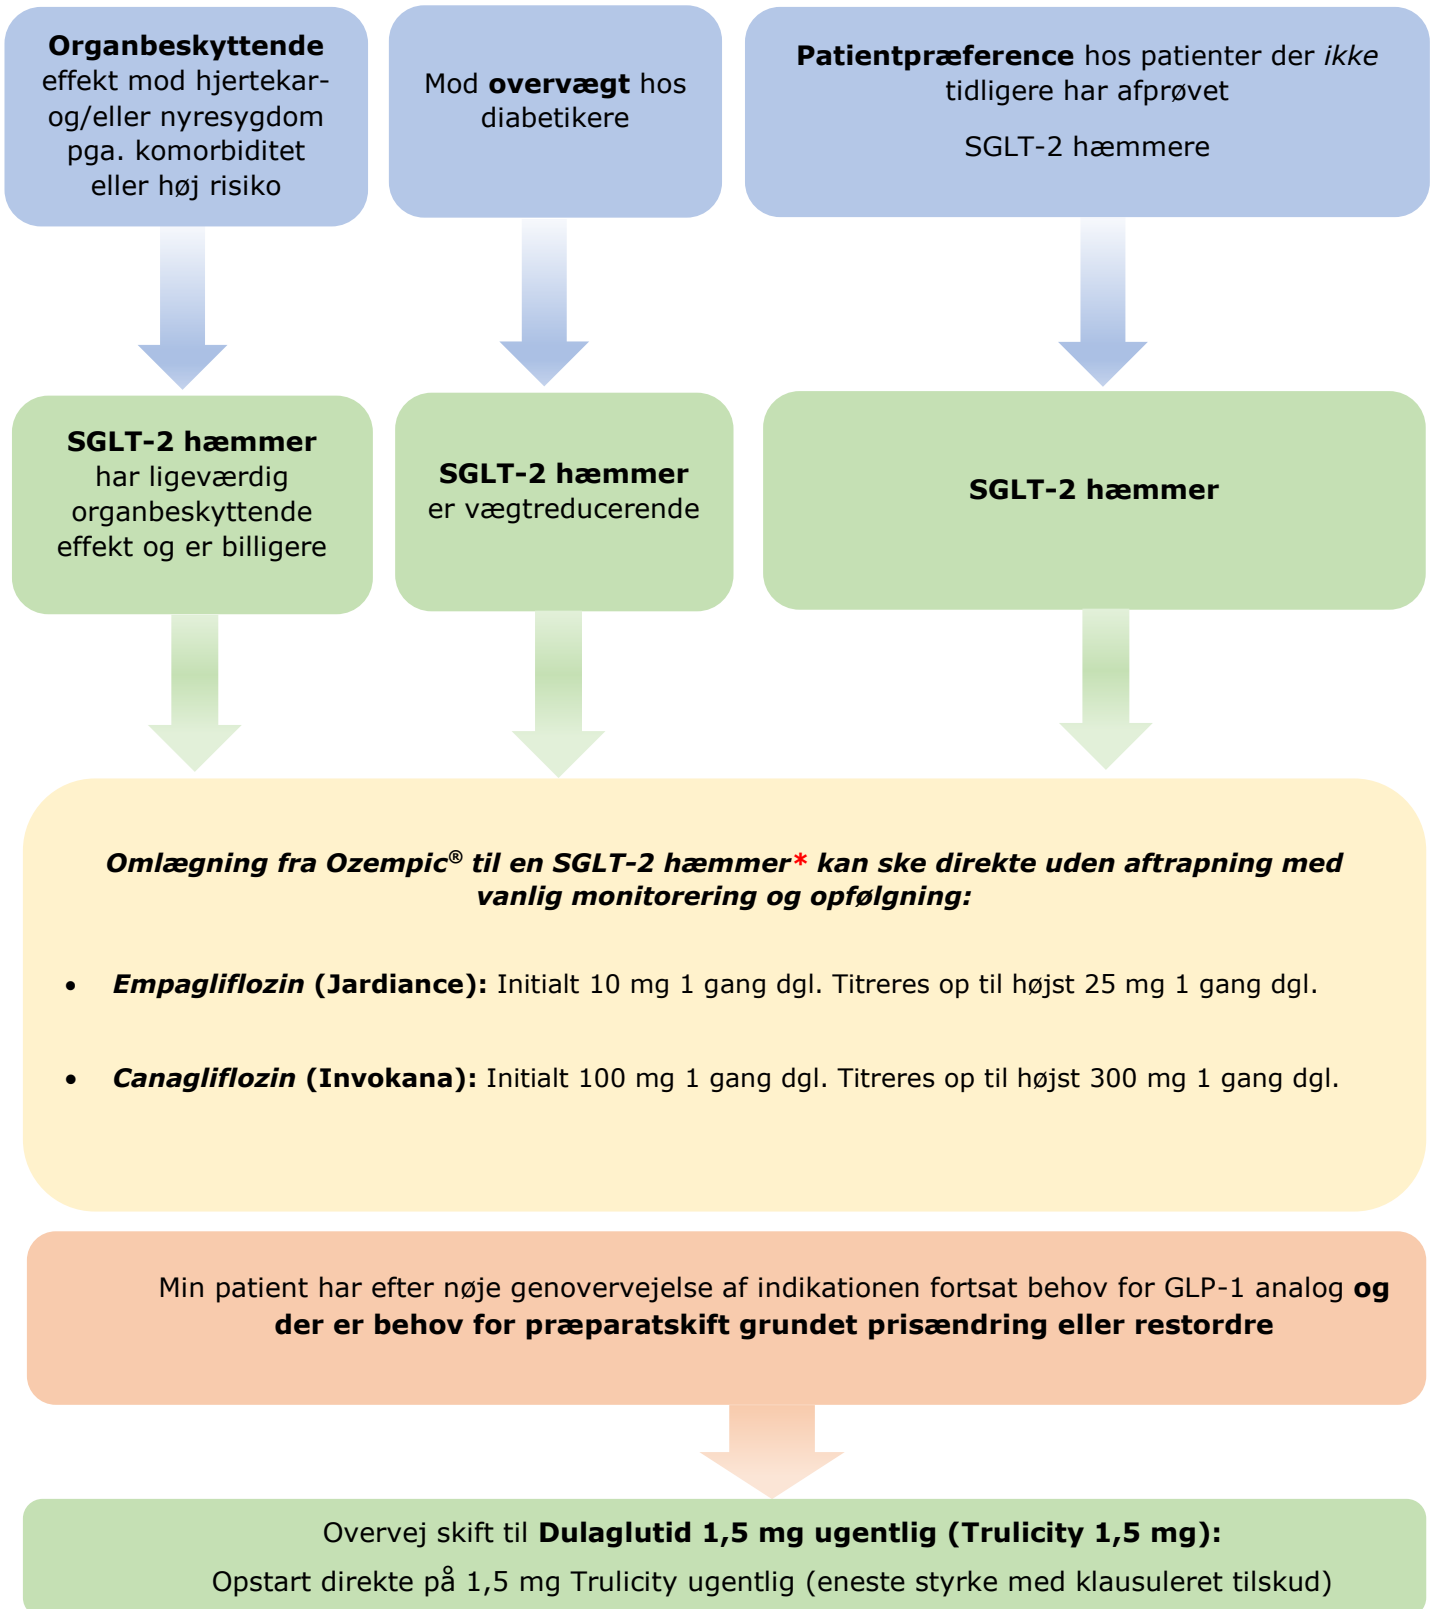 Organbeskyttende
effekt mod hjertekar-
og/eller nyresygdom
pga. komorbiditet
eller høj risiko
Mod overvægt hos
diabetikere
Patientpræference hos patienter der ikke
tidligere har afprøvet
SGLT-2 hæmmere
SGLT-2 hæmmer
har ligeværdig
organbeskyttende
effekt og er billigere
SGLT-2 hæmmer
er vægtreducerende
SGLT-2 hæmmer
Omlægning fra Ozempic® til en SGLT-2 hæmmer* kan ske direkte uden aftrapning med
vanlig monitorering og opfølgning:
• Empagliflozin (Jardiance): Initialt 10 mg 1 gang dgl. Titreres op til højst 25 mg 1 gang dgl.
• Canagliflozin (Invokana): Initialt 100 mg 1 gang dgl. Titreres op til højst 300 mg 1 gang dgl.
Min patient har efter nøje genovervejelse af indikationen fortsat behov for GLP-1 analog og
der er behov for præparatskift grundet prisændring eller restordre
Overvej skift til Dulaglutid 1,5 mg ugentlig (Trulicity 1,5 mg):
Opstart direkte på 1,5 mg Trulicity ugentlig (eneste styrke med klausuleret tilskud)